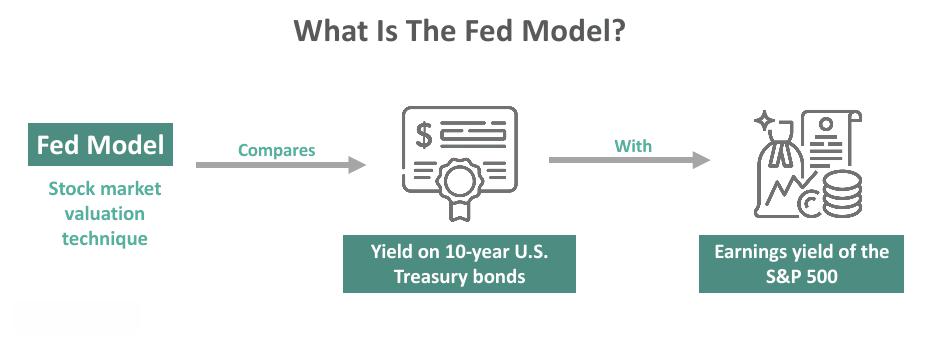 What Is The Fed Model?
Fed Model
Stock market
valuation
technique
Compares
$
Yield on 10-year U.S.
Treasury bonds
With
Earnings yield of the
S&P 500